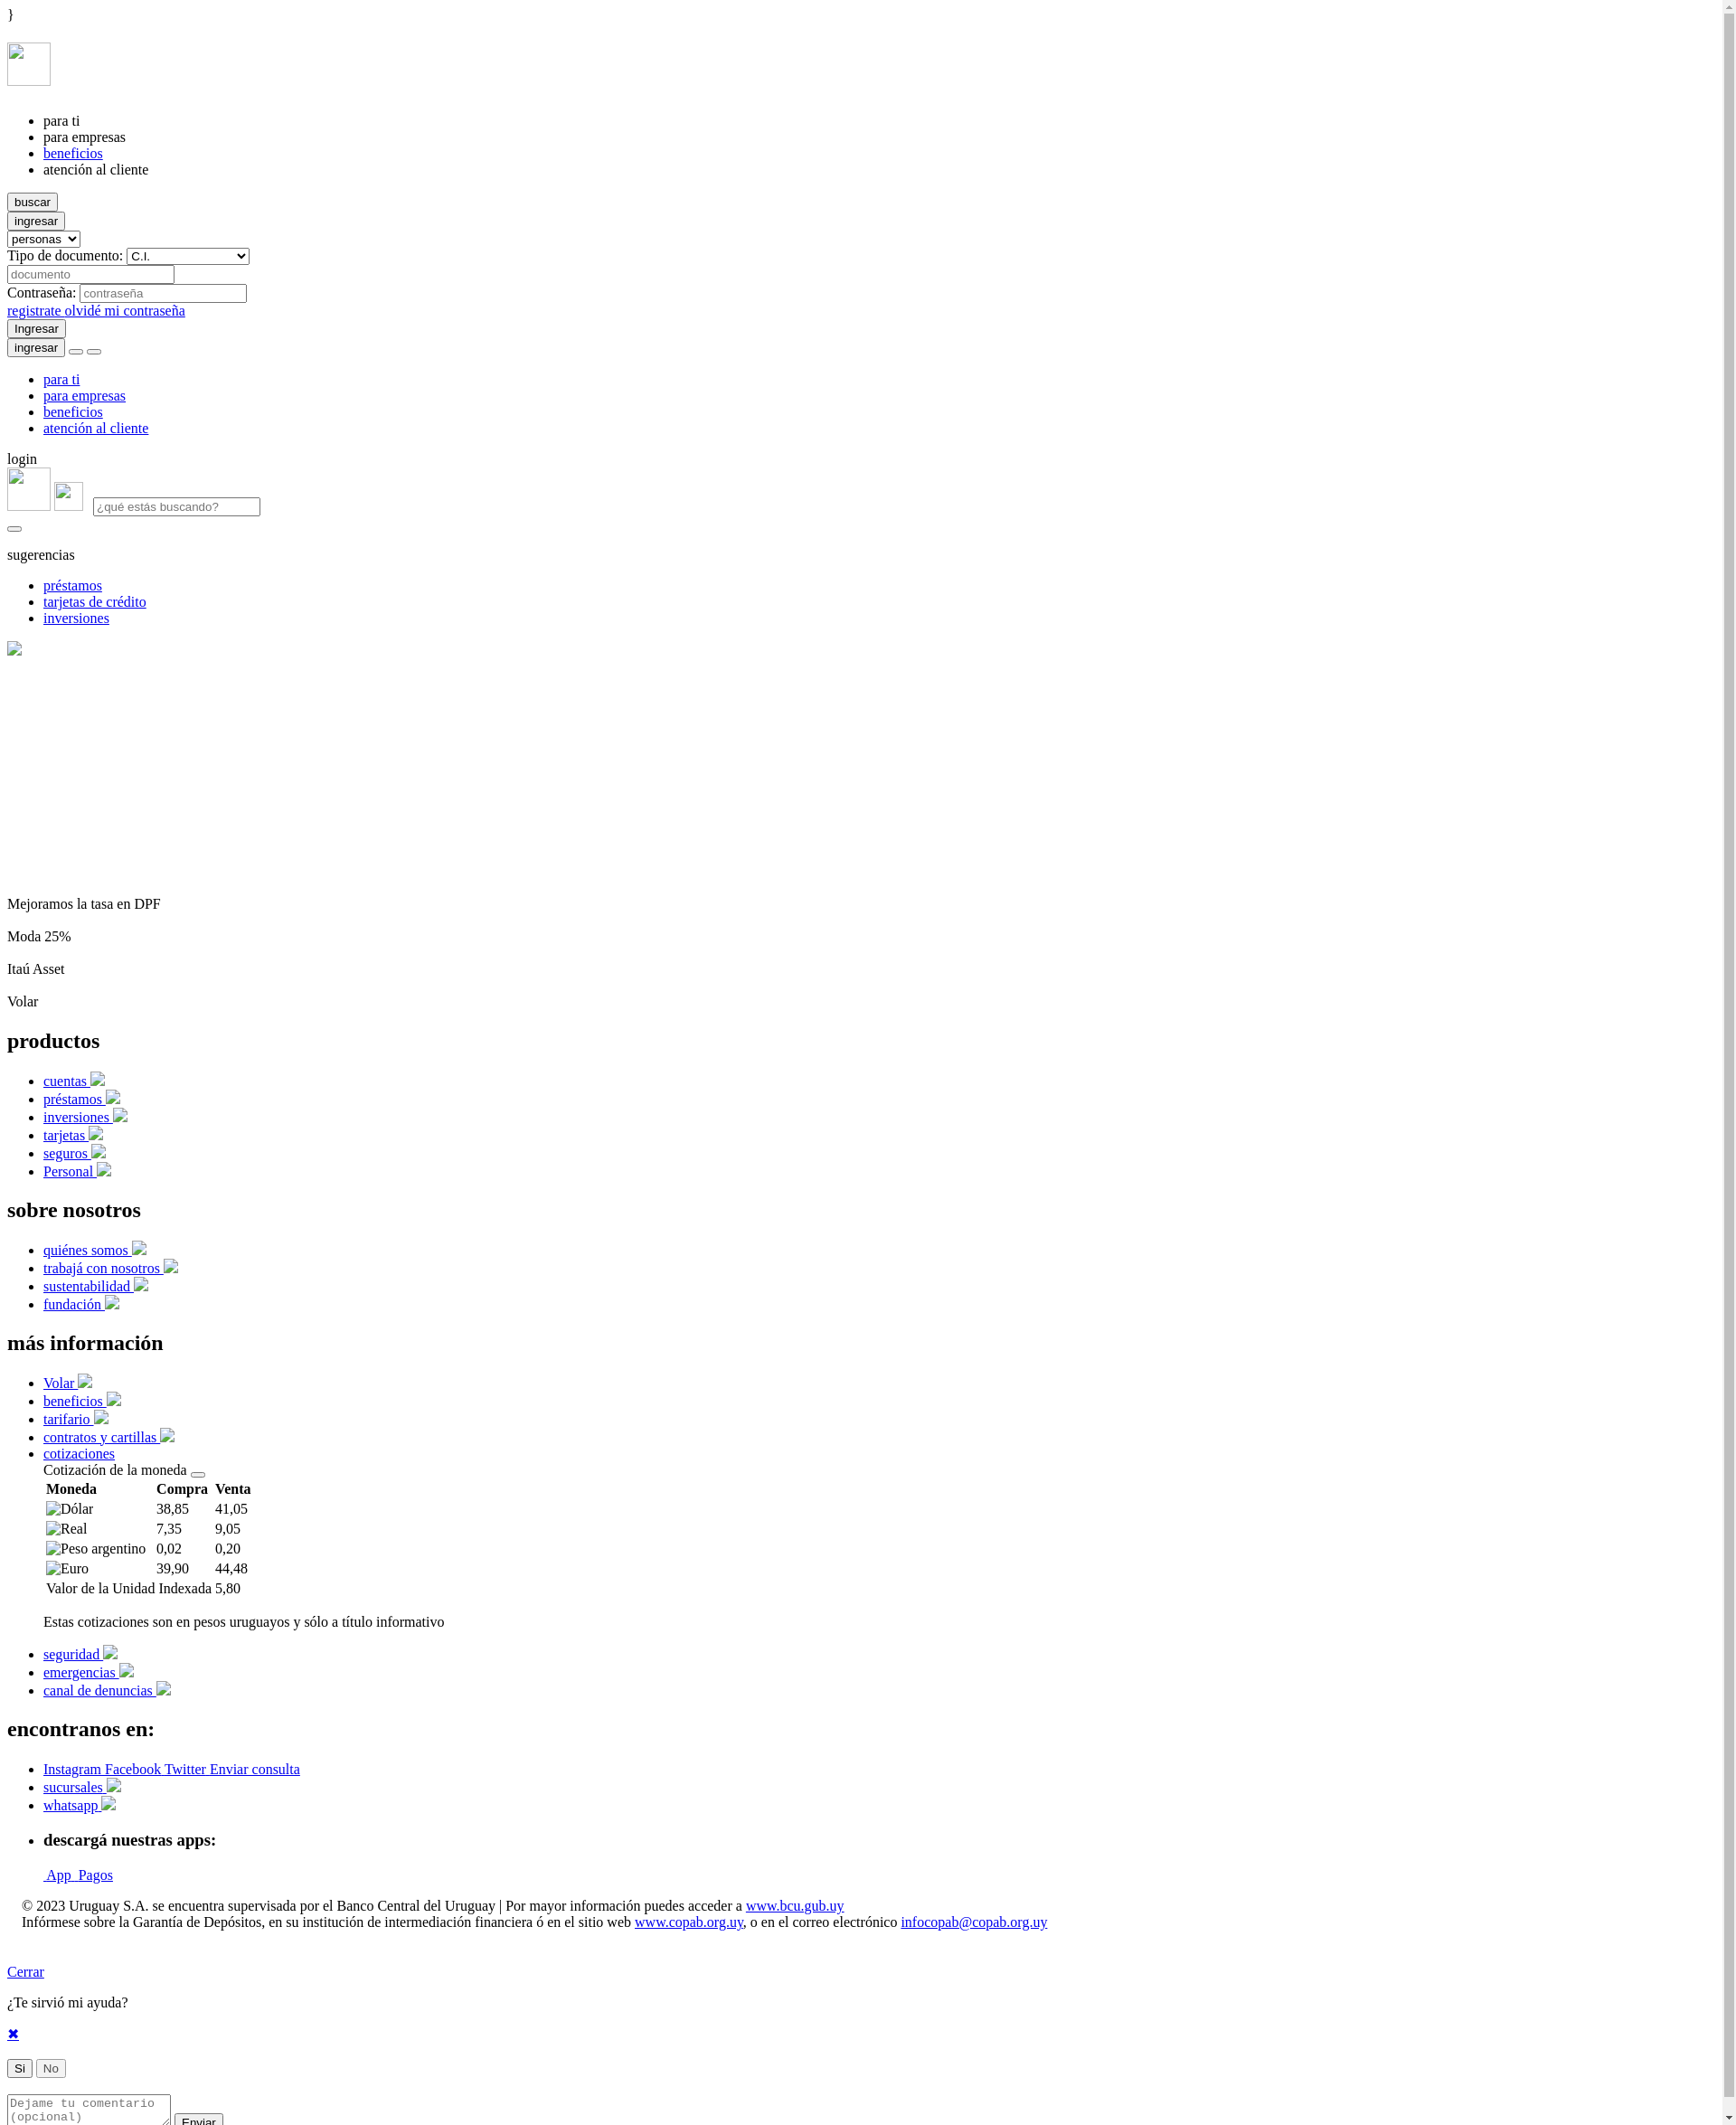 }
para ti
para empresas
beneficios
atención al cliente
buscar
ingresar
personas
Tipo de documento: C.I.
documento
Contraseña: contraseña
registrate olvidé mi contraseña
Ingresar
ingresar
para ti
para empresas
beneficios
atención al cliente
login
¿qué estás buscando?
sugerencias
préstamos
tarjetas de crédito
inversiones
Mejoramos la tasa en DPF
Moda 25%
Itaú Asset
Volar
productos
cuentas
préstamos
inversiones
tarjetas
seguros
Personal
sobre nosotros
quiénes somos
trabajá con nosotros
sustentabilidad
fundación
más información
Volar
beneficios
tarifario
contratos y cartillas
cotizaciones
Cotización de la moneda
Moneda Compra Venta
Dólar 38,85 41,05
Real 7,35 9,05
Peso argentino 0,02 0,20
Euro 39,90 44,48
Valor de la Unidad Indexada 5,80
Estas cotizaciones son en pesos uruguayos y sólo a título informativo
seguridad
emergencias
canal de denuncias
encontranos en:
Instagram Facebook Twitter Enviar consulta
sucursales
whatsapp
descargá nuestras apps:
App Pagos
© 2023 Uruguay S.A. se encuentra supervisada por el Banco Central del Uruguay | Por mayor información puedes acceder a www.bcu.gub.uy
Infórmese sobre la Garantía de Depósitos, en su institución de intermediación financiera ó en el sitio web www.copab.org.uy, o en el correo electrónico infocopab@copab.org.uy
Cerrar
¿Te sirvió mi ayuda?
✖
Si No
Dejame tu comentario
(opcional) Enviar